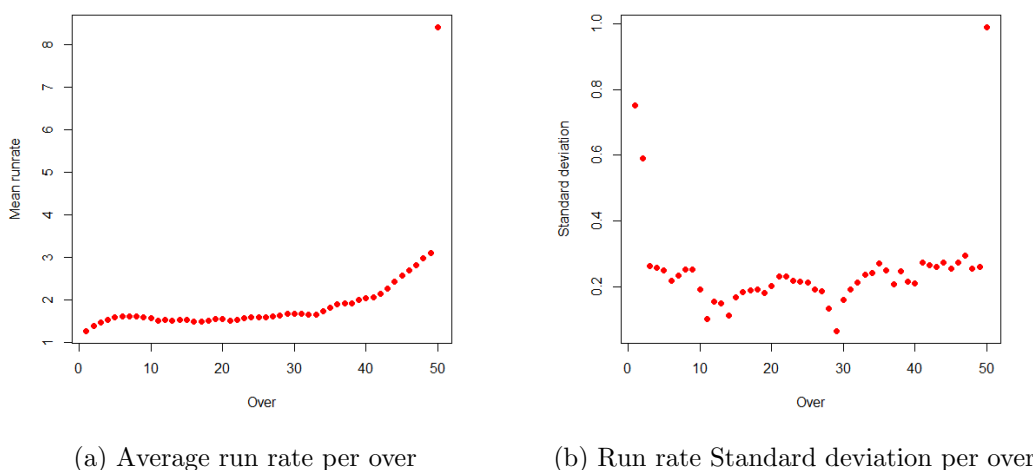 Mean runrate
8
7
6
5
4
3
2
1
0 10 20 30 40 50
Over
(a) Average run rate per over
Standard deviation
1.0
0.8
0.6
0.4
0.2
0 10 20 30 40 50
Over
(b) Run rate Standard deviation per over